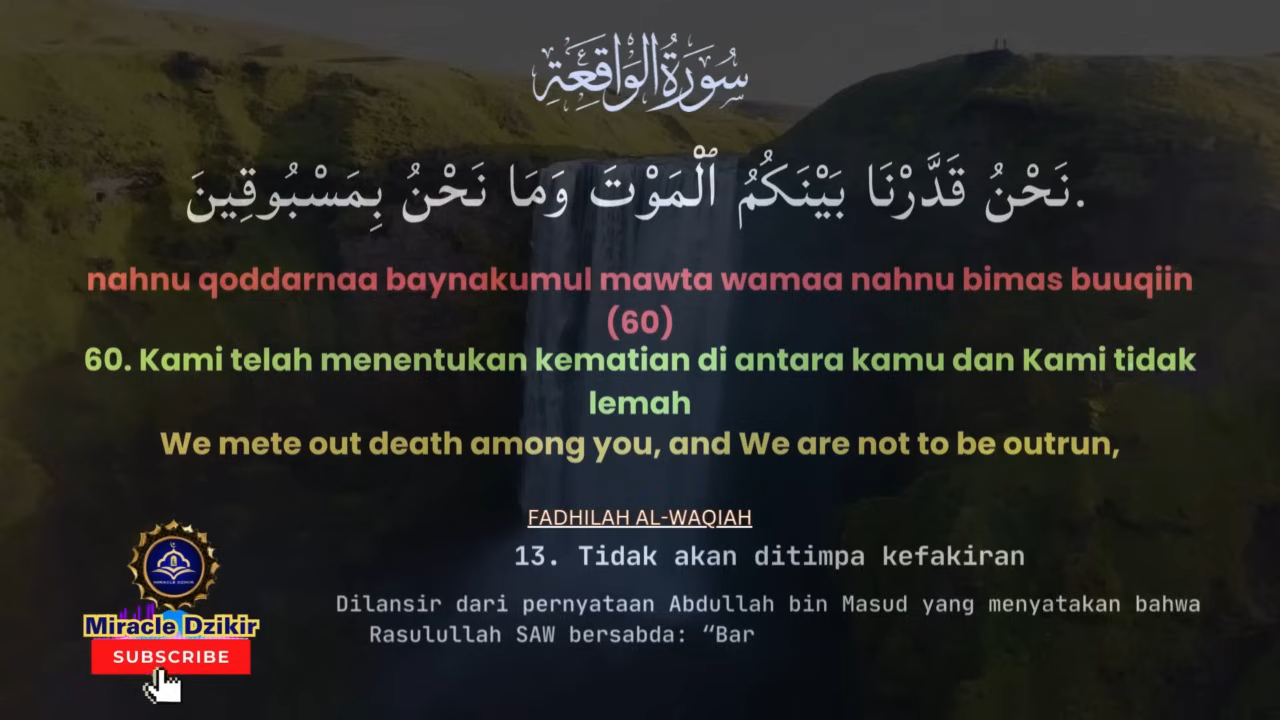 سُورَةُ الْوَاقِعَةِ
نَحْنُ قَدَّرْنَا بَيْنَكُمُ ٱلْمَوْتَ وَمَا نَحْنُ بِمَسْبُوقِينَ.
nahnu qoddarnaa baynakumul mawta wamaa nahnu bimas buuqiin
(60)
60. Kami telah menentukan kematian di antara kamu dan Kami tidak
lemah
We mete out death among you, and We are not to be outrun,
FADHILAH AL-WAQIAH
13. Tidak akan ditimpa kefakiran
Dilansir dari pernyataan Abdullah bin Masud yang menyatakan bahwa
Rasulullah SAW bersabda: “Bar
MIRACLE DZIKIR
Miracle Dzikir
SUBSCRIBE